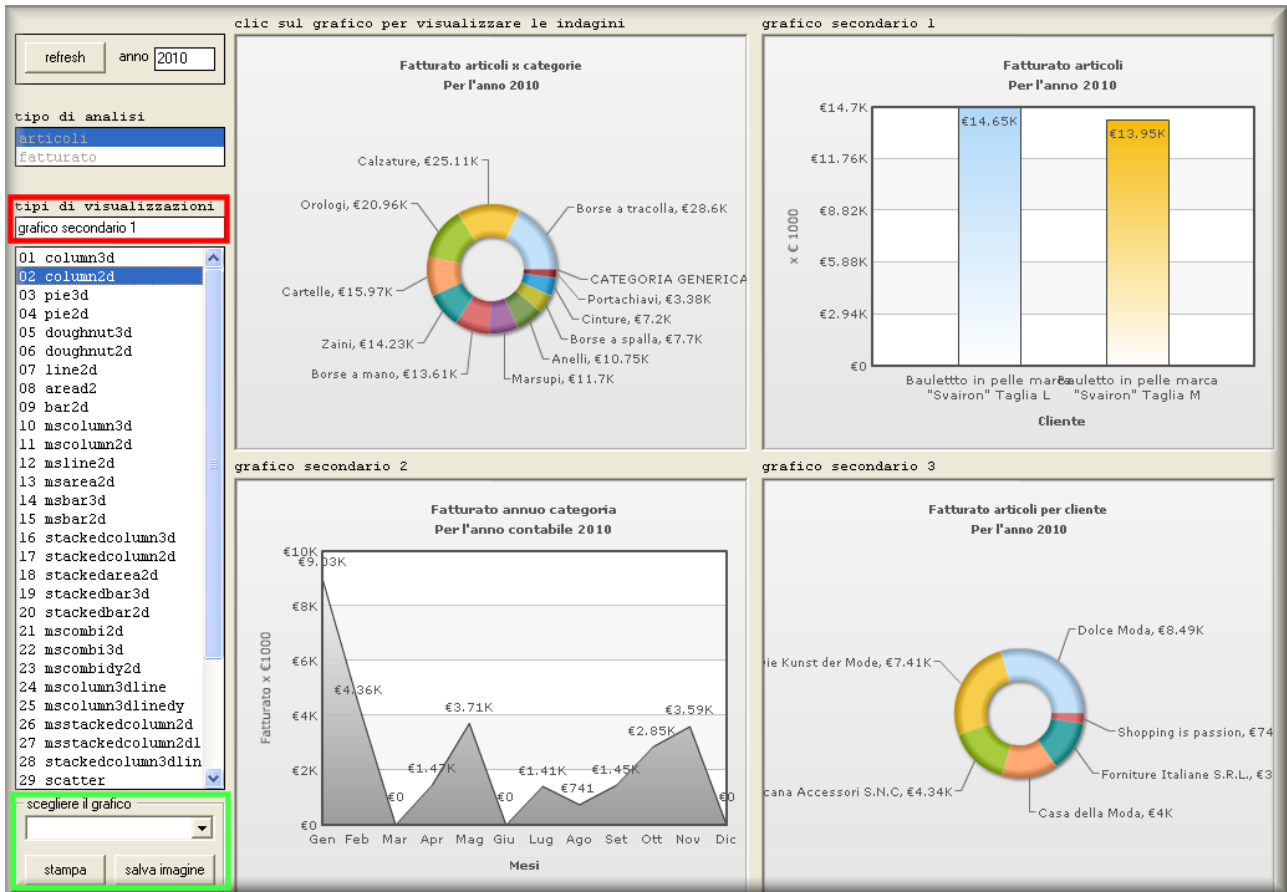 refresh
anno 2010
tipo di analisi
articoli
fatturato
tipi di visualizzazioni
grafico secondario 1
01 column3d
02 column2d
03 pie3d
04 pie2d
05 doughnut3d
06 doughnut2d
07 line2d
08 aread2
09 bar2d
10 mscolumn3d
11 mscolumn2d
12 msline2d
13 msarea2d
14 msbar3d
15 msbar2d
16 stackedcolumn3d
17 stackedcolumn2d
18 stackedarea2d
19 stackedbar3d
20 stackedbar2d
21 mscombi2d
22 mscombi3d
23 mscombidy2d
24 mscolumn3dline
25 mscolumn3dlinedy
26 msstackedcolumn2d
27 msstackedcolumn2dl
28 stackedcolumn3dlin
29 scatter
scegliere il grafico
stampa
salva imagine
clic sul grafico per visualizzare le indagini
Fatturato articoli x categorie
Per l'anno 2010
Calzature, €25.11K
Orologi, €20.96K
Borse a tracolla, €28.6K
CATEGORIA GENERICA
Cartelle, €15.97K
Portachiavi, €3.38K
Cinture, €7.2K
Zaini, €14.23K
Borse a spalla, €7.7K
Anelli, €10.75K
Borse a mano, €13.61K
Marsupi, €11.7K
grafico secondario 1
Fatturato articoli
Per l'anno 2010
€14.7K
€11.76K
€8.82K
€5.88K
€2.94K
€0
x € 1000
€14.65K
€13.95K
Baulettto in pelle marca
"Svairon" Taglia L
Bauletto in pelle marca
"Svairon" Taglia M
Cliente
grafico secondario 2
Fatturato annuo categoria
Per l'anno contabile 2010
€10K
€8K
€6K
€4K
€2K
€0
Fatturato x €1000
€9.03K
€4.36K
€0
€1.47K
€3.71K
€0
€1.41K
€741
€1.45K
€2.85K
€3.59K
€0
Gen Feb Mar Apr Mag Giu Lug Ago Set Ott Nov Dic
Mesi
grafico secondario 3
Fatturato articoli per cliente
Per l'anno 2010
Dolce Moda, €8.49K
ie Kunst der Mode, €7.41K
Shopping is passion, €74
Forniture Italiane S.R.L., €3
cana Accessori S.N.C, €4.34K
Casa della Moda, €4K